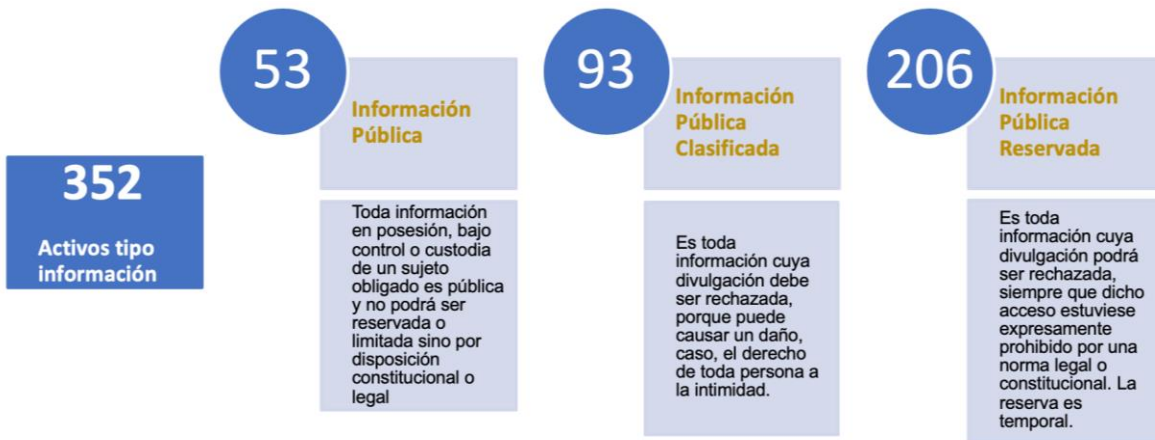 352
Activos tipo
información
53
Información
Pública
Toda información
en posesión, bajo
control o custodia
de un sujeto
obligado es pública
y no podrá ser
reservada o
limitada sino por
disposición
constitucional o
legal
93
Información
Pública
Clasificada
Es toda
información cuya
divulgación debe
ser rechazada,
porque puede
causar un daño,
caso, el derecho
de toda persona a
la intimidad.
206
Información
Pública
Reservada
Es toda
información cuya
divulgación podrá
ser rechazada,
siempre que dicho
acceso estuviese
expresamente
prohibido por una
norma legal o
constitucional. La
reserva es
temporal.